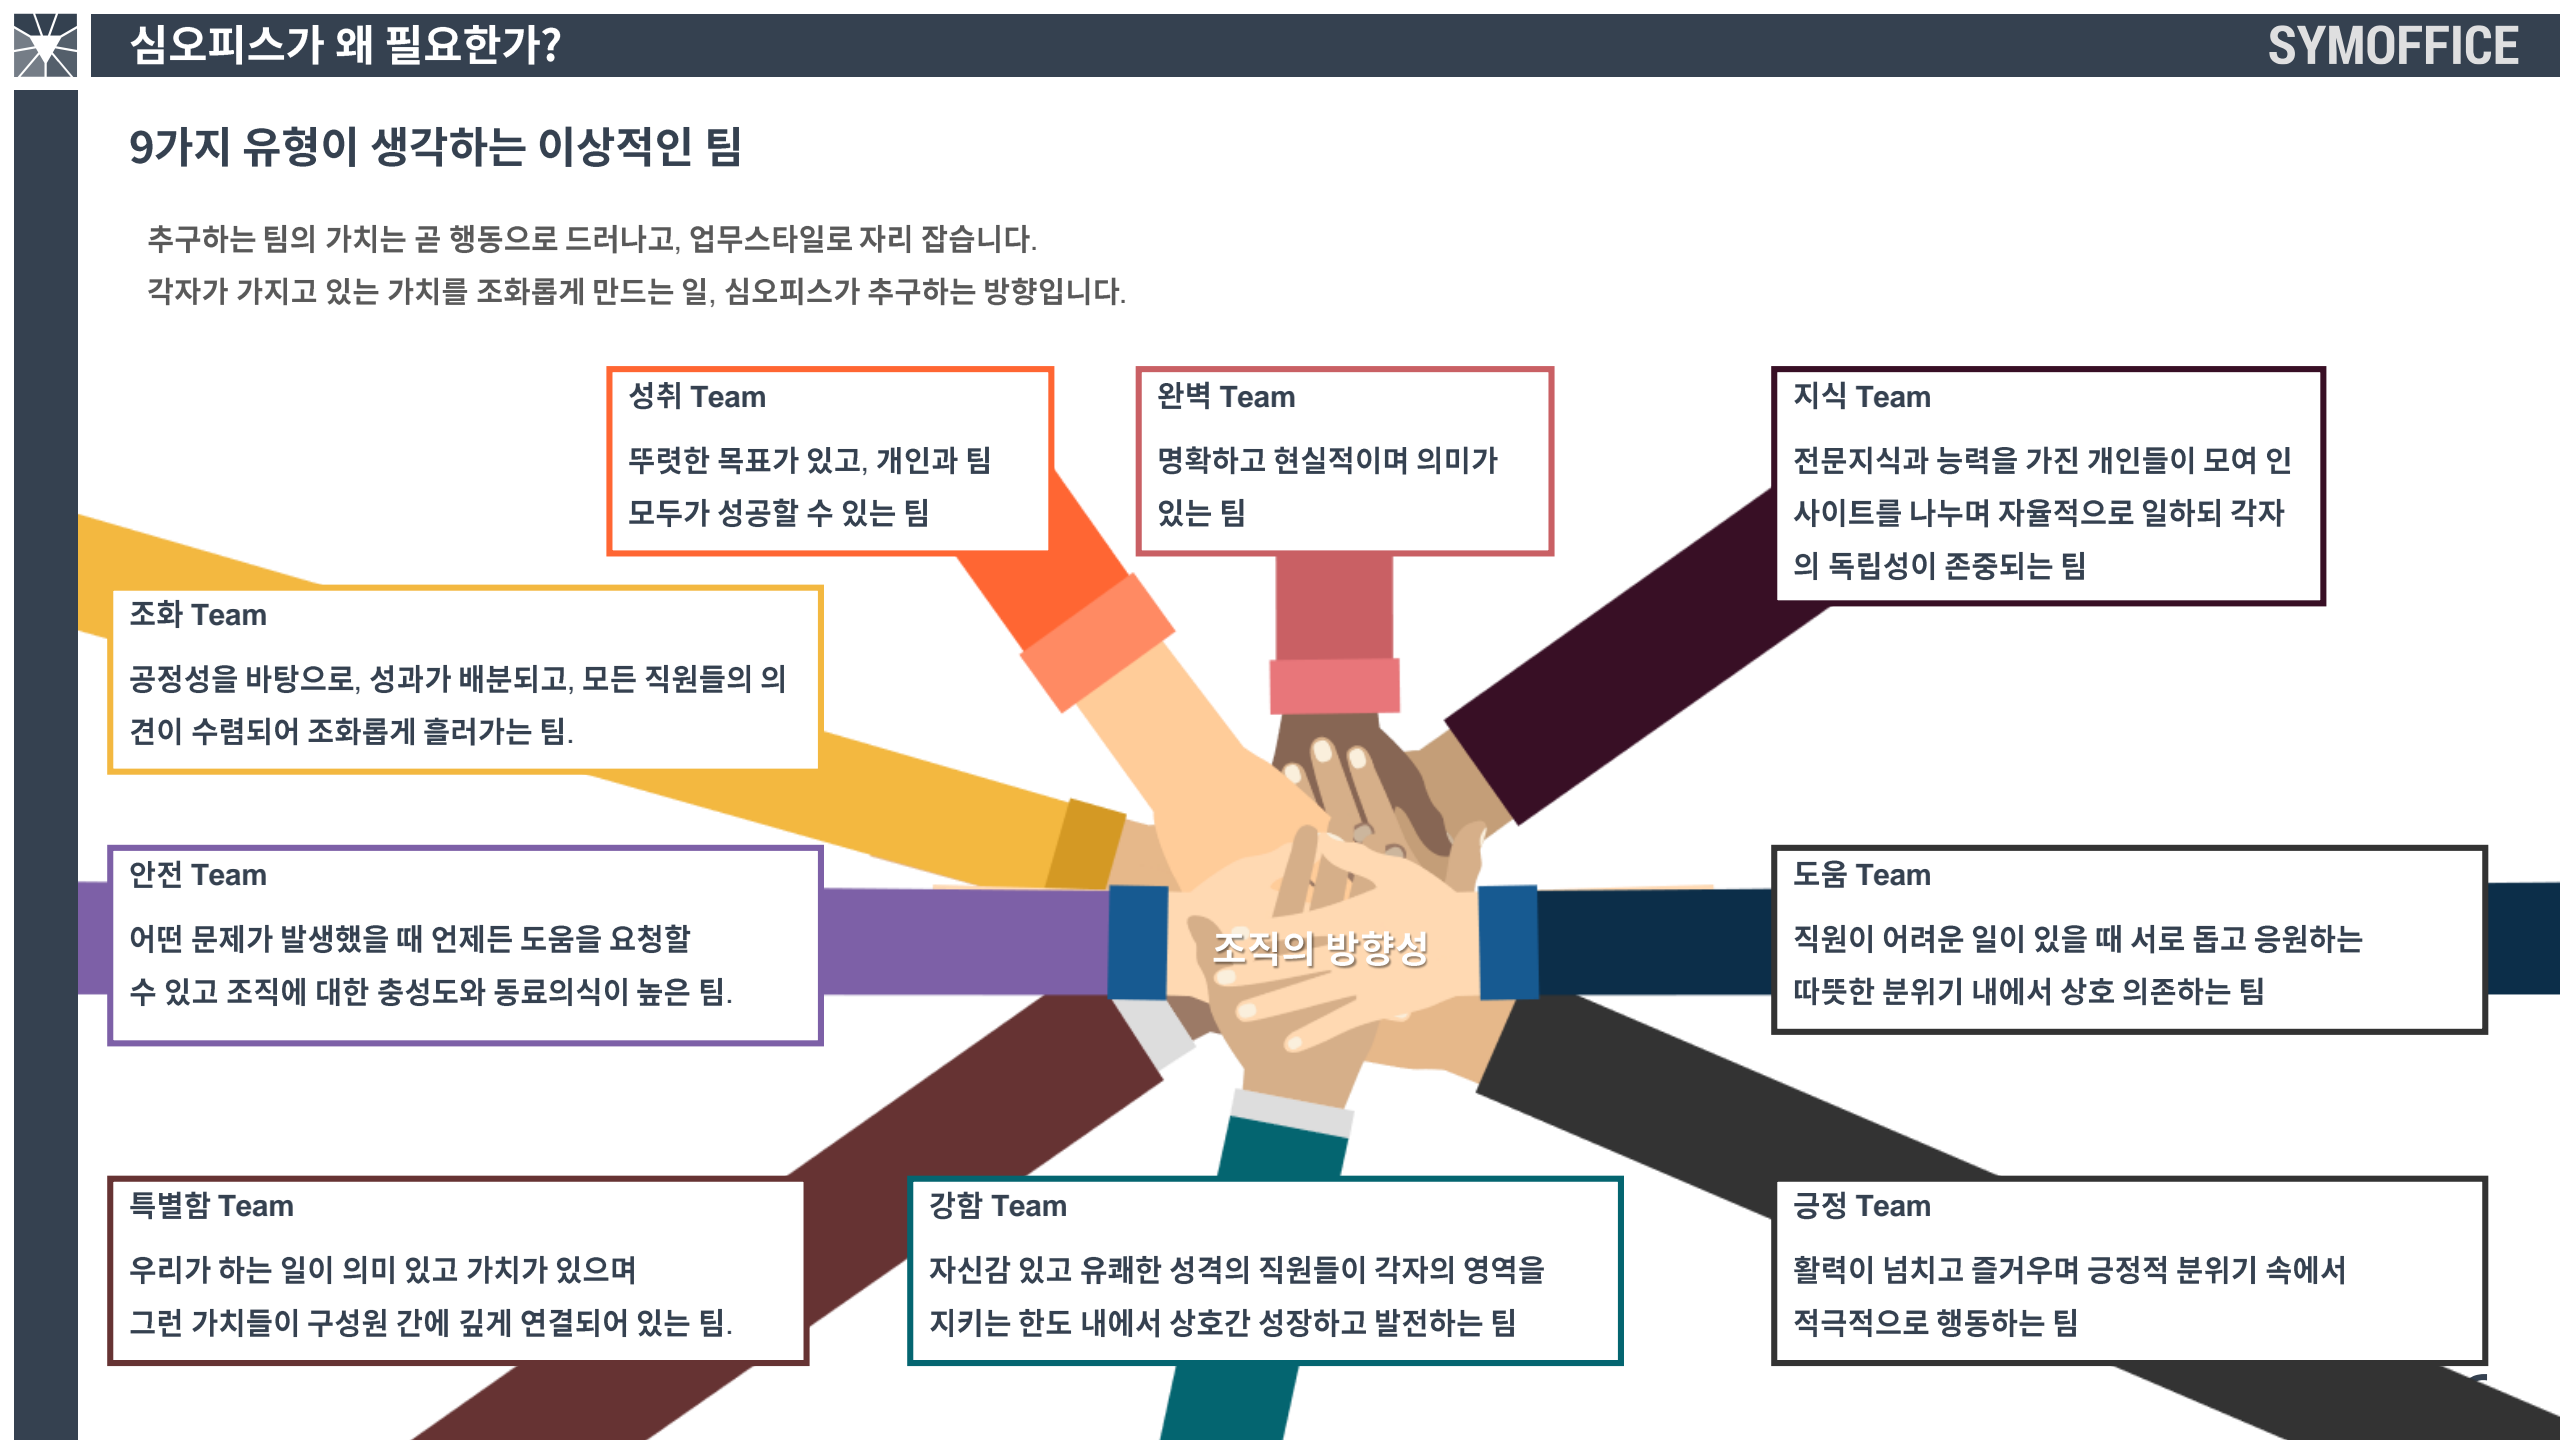 심오피스가 왜 필요한가?
SYMOFFICE
9가지 유형이 생각하는 이상적인 팀
추구하는 팀의 가치는 곧 행동으로 드러나고, 업무스타일로 자리 잡습니다.
각자가 가지고 있는 가치를 조화롭게 만드는 일, 심오피스가 추구하는 방향입니다.
성취 Team
뚜렷한 목표가 있고, 개인과 팀
모두가 성공할 수 있는 팀
완벽 Team
명확하고 현실적이며 의미가
있는 팀
지식 Team
전문지식과 능력을 가진 개인들이 모여 인
사이트를 나누며 자율적으로 일하되 각자
의 독립성이 존중되는 팀
조화 Team
공정성을 바탕으로, 성과가 배분되고, 모든 직원들의 의
견이 수렴되어 조화롭게 흘러가는 팀.
안전 Team
어떤 문제가 발생했을 때 언제든 도움을 요청할
수 있고 조직에 대한 충성도와 동료의식이 높은 팀.
조직의 방향성
도움 Team
직원이 어려운 일이 있을 때 서로 돕고 응원하는
따뜻한 분위기 내에서 상호 의존하는 팀
특별함 Team
우리가 하는 일이 의미 있고 가치가 있으며
그런 가치들이 구성원 간에 깊게 연결되어 있는 팀.
강함 Team
자신감 있고 유쾌한 성격의 직원들이 각자의 영역을
지키는 한도 내에서 상호간 성장하고 발전하는 팀
긍정 Team
활력이 넘치고 즐거우며 긍정적 분위기 속에서
적극적으로 행동하는 팀